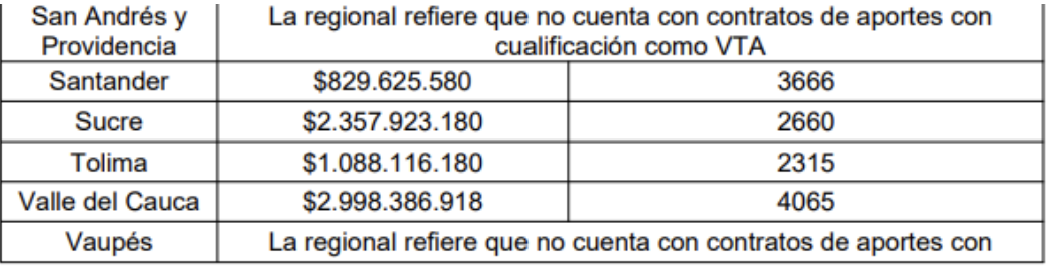 San Andrés y Providencia La regional refiere que no cuenta con contratos de aportes con cualificación como VTA
Santander $829.625.580 3666
Sucre $2.357.923.180 2660
Tolima $1.088.116.180 2315
Valle del Cauca $2.998.386.918 4065
Vaupés La regional refiere que no cuenta con contratos de aportes con